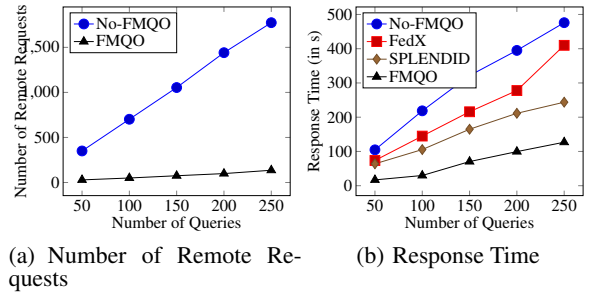 Number of Remote Requests
,500
,000
500
0
No-FMQO
FMQO
50 100 150 200 250
Number of Queries
(a) Number of Remote Re-
quests
Response Time (in s)
500
400
300
200
100
0
No-FMQO
FedX
SPLENDID
FMQO
50 100 150 200 250
Number of Queries
(b) Response Time